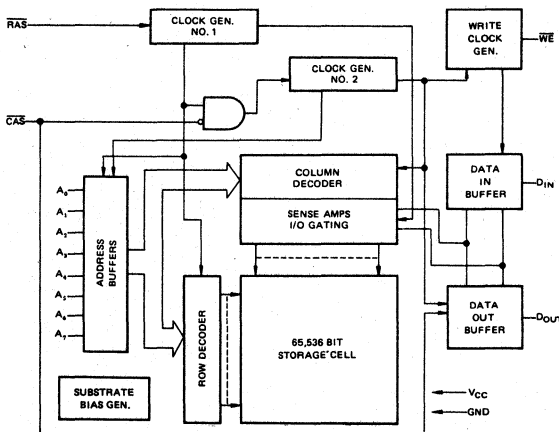 RAS
CLOCK GEN.
NO. 1
WRITE
CLOCK
GEN.
WE
CLOCK GEN.
NO. 2
CAS
COLUMN
DECODER
DATA
IN
BUFFER
DIN
A0
A1
A2
A3
A4
A5
A6
A7
ADDRESS
BUFFERS
SENSE AMPS
I/O GATING
ROW DECODER
65,536 BIT
STORAGE CELL
DATA
OUT
BUFFER
DOUT
SUBSTRATE
BIAS GEN.
VCC
GND